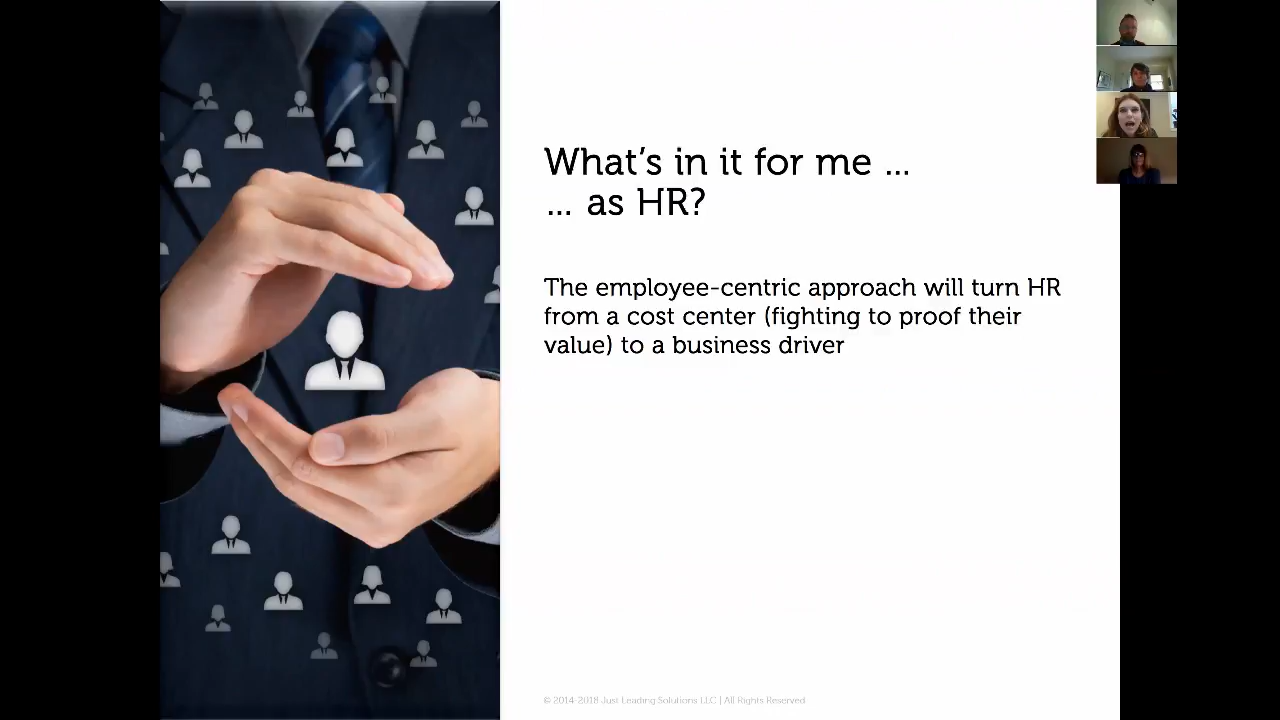 What's in it for me ...
... as HR?
The employee-centric approach will turn HR
from a cost center (fighting to proof their
value) to a business driver
© 2014-2018 Just Leading Solutions LLC | All Rights Reserved